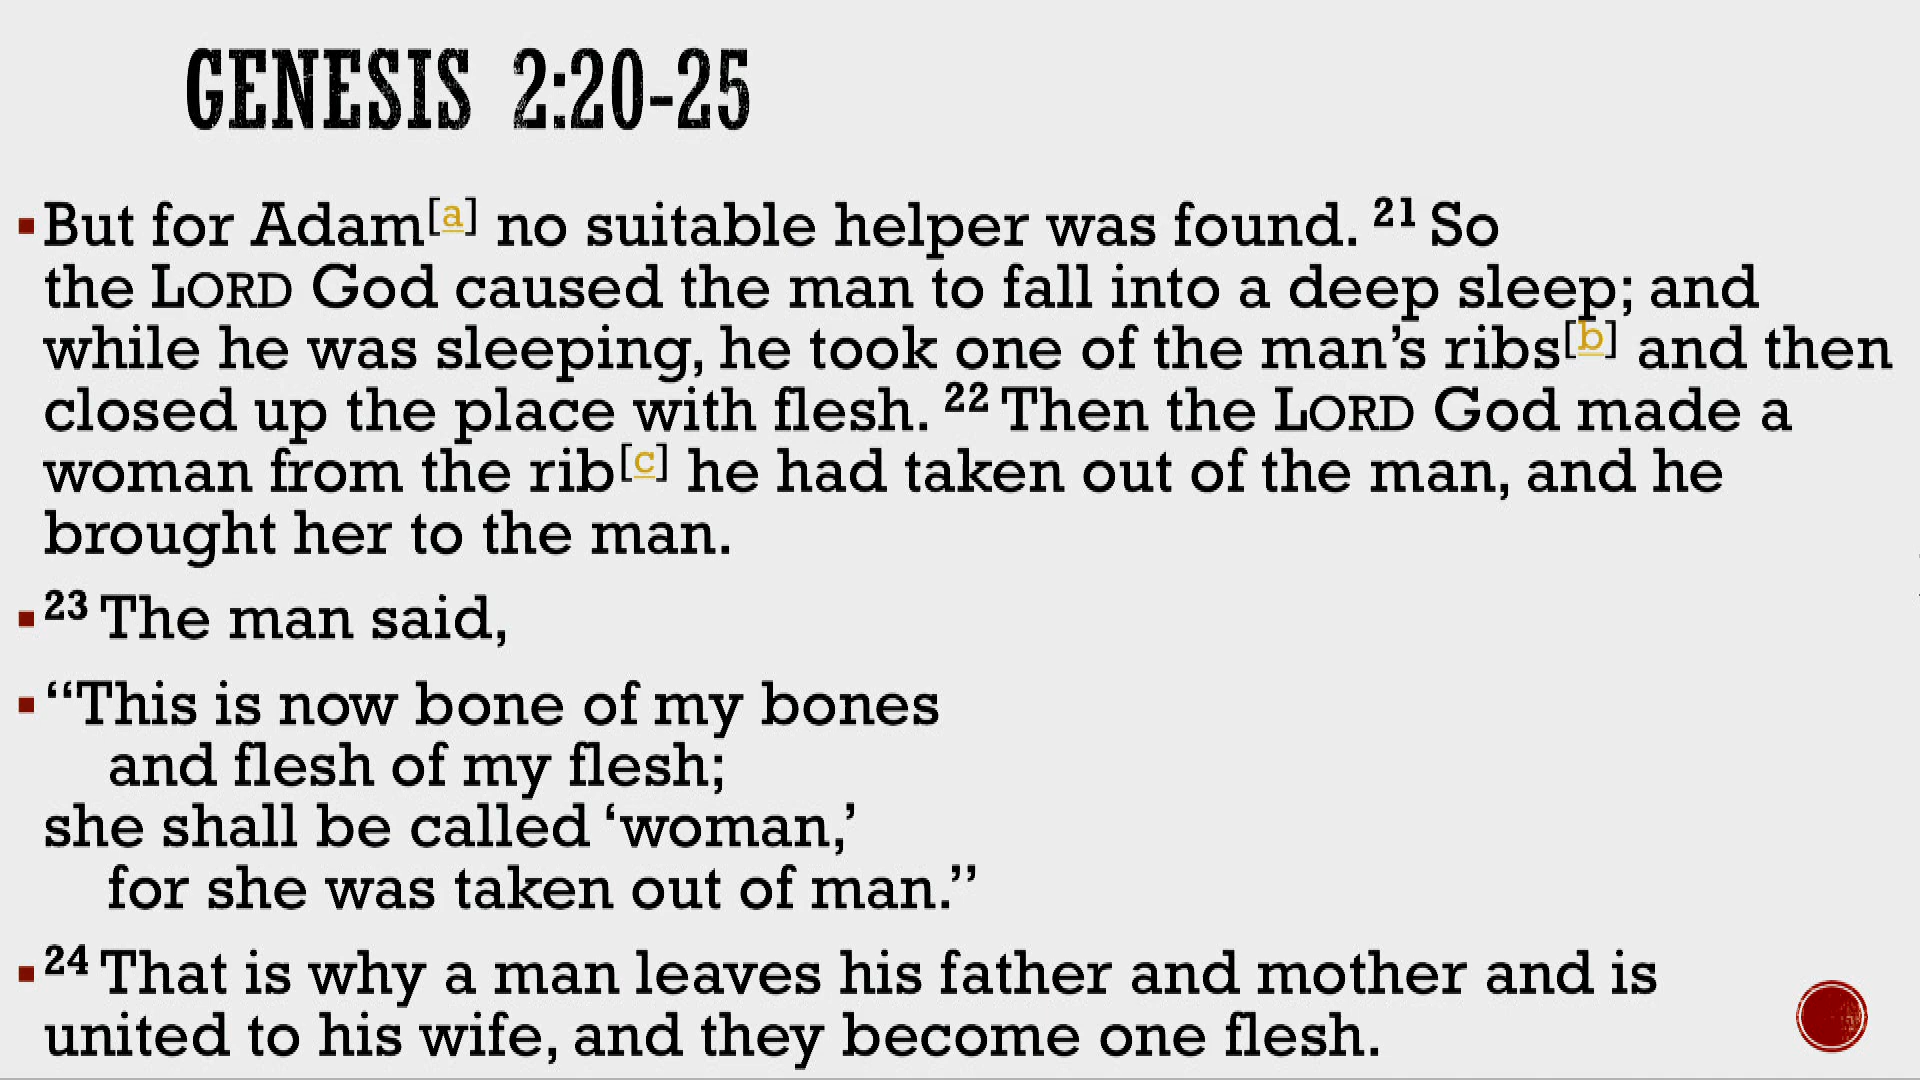 GENESIS 2:20-25
▪But for Adam[a] no suitable helper was found. 21 So
the LORD God caused the man to fall into a deep sleep; and
while he was sleeping, he took one of the man’s ribs[b] and then
closed up the place with flesh. 22 Then the LORD God made a
woman from the rib[c] he had taken out of the man, and he
brought her to the man.
▪23 The man said,
▪“This is now bone of my bones
and flesh of my flesh;
she shall be called ‘woman,’
for she was taken out of man.”
▪24 That is why a man leaves his father and mother and is
united to his wife, and they become one flesh.